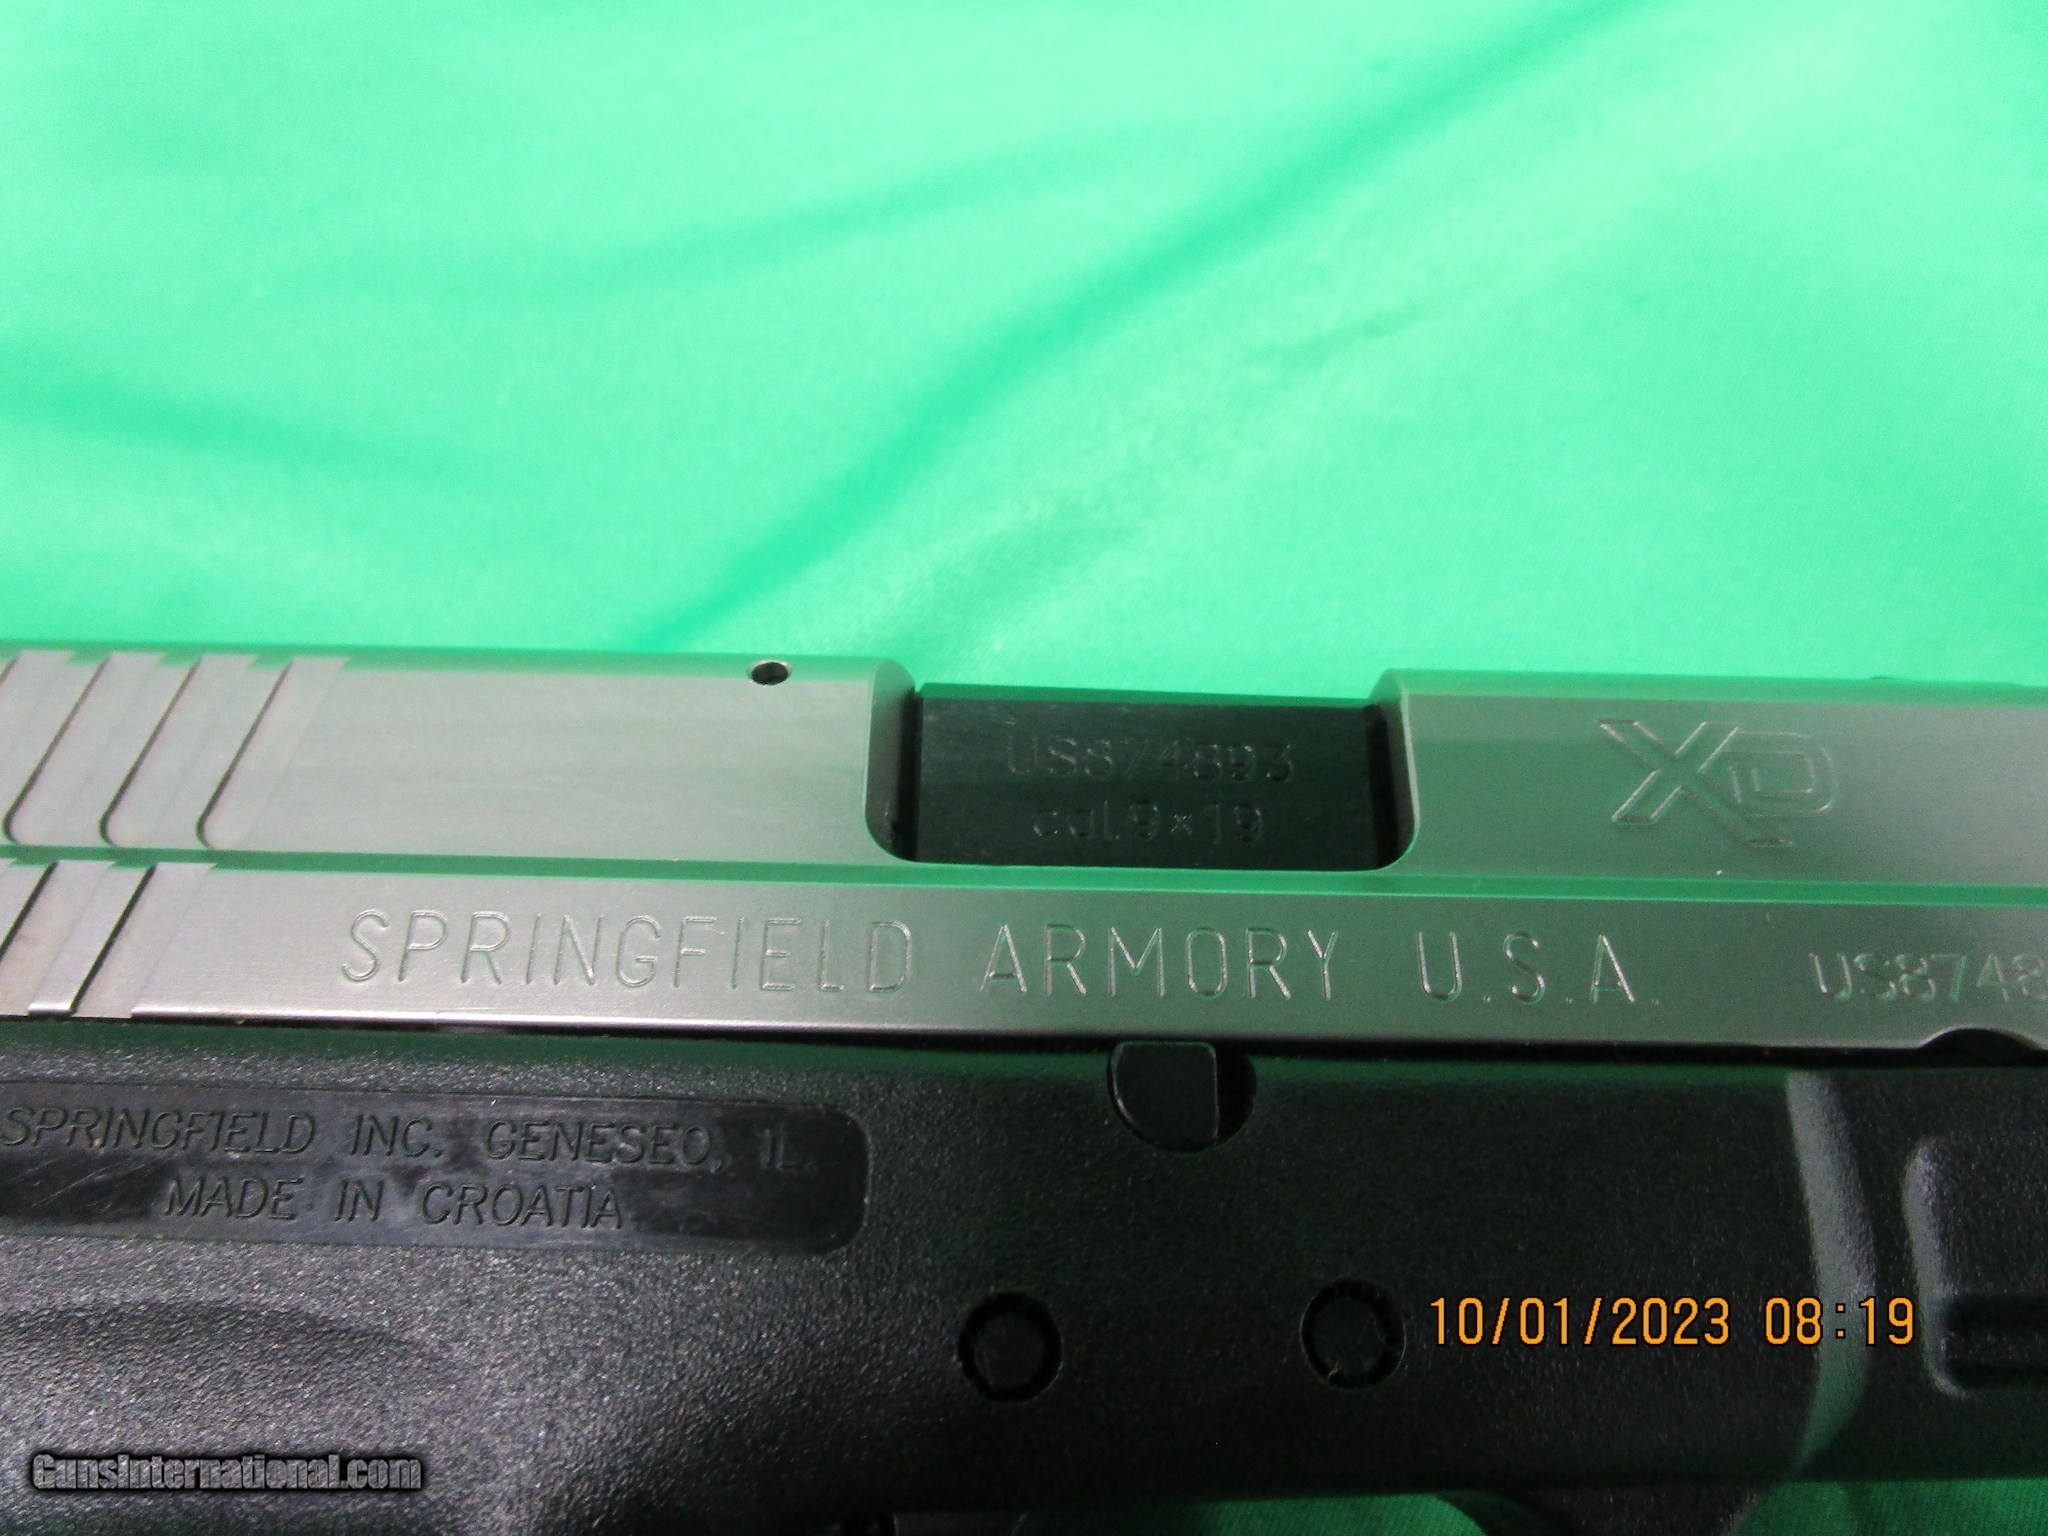 US874893
cal.9×19
XD
SPRINGFIELD ARMORY U.S.A.
US8748
SPRINGFIELD INC. GENESEO, IL.
MADE IN CROATIA
10/01/2023 08:19
GunsInternational.com